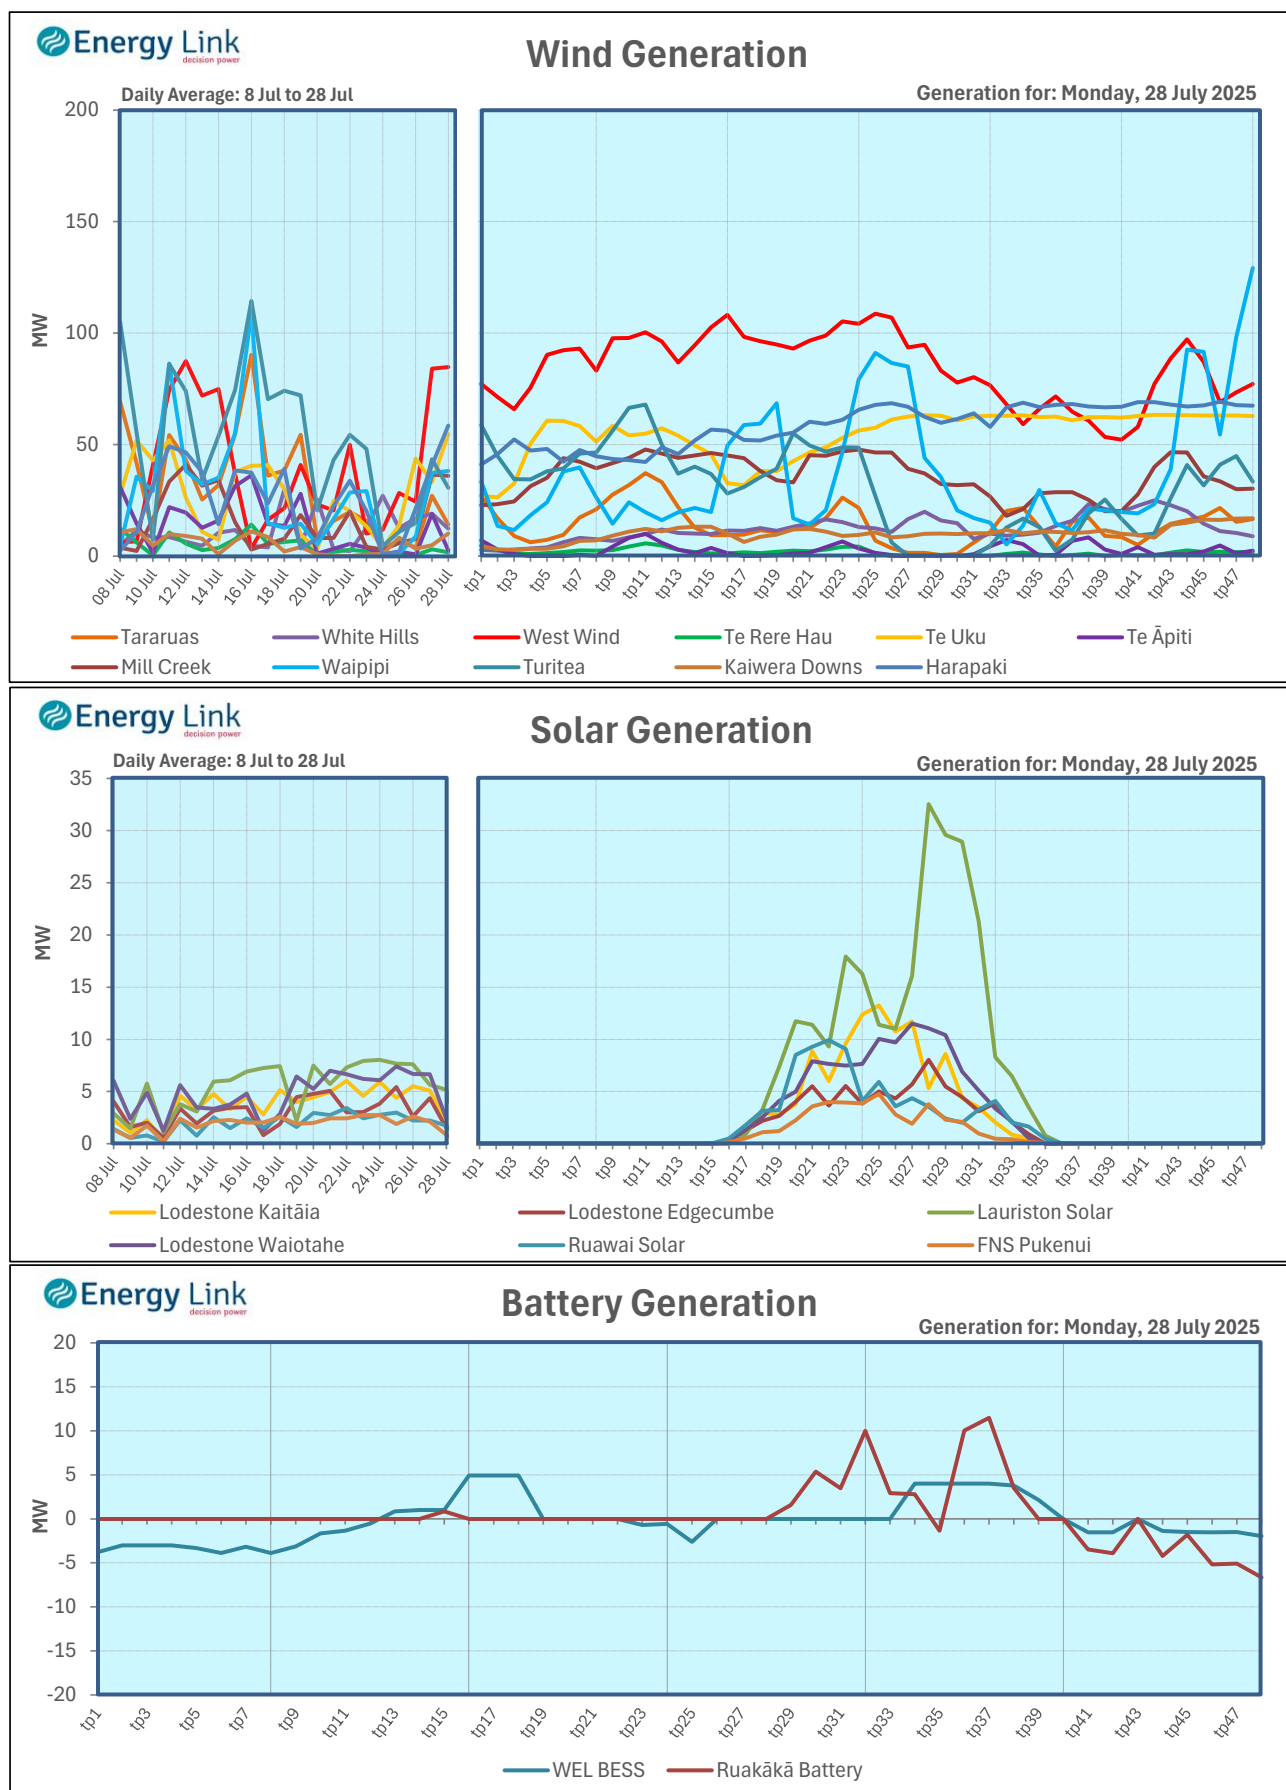 Energy Link
decision power
Wind Generation
Daily Average: 8 Jul to 28 Jul
Generation for: Monday, 28 July 2025
200
150
100
50
0
MW
08 Jul 10 Jul 12 Jul 14 Jul 16 Jul 18 Jul 20 Jul 22 Jul 24 Jul 26 Jul 28 Jul
tp1 tp3 tp5 tp7 tp9 tp11 tp13 tp15 tp17 tp19 tp21 tp23 tp25 tp27 tp29 tp31 tp33 tp35 tp37 tp39 tp41 tp43 tp45 tp47
Tararuas White Hills West Wind Te Rere Hau Te Uku Te Āpiti
Mill Creek Waipipi Turitea Kaiwera Downs Harapaki
Energy Link
decision power
Solar Generation
Daily Average: 8 Jul to 28 Jul
Generation for: Monday, 28 July 2025
35
30
25
20
15
10
5
0
MW
08 Jul 10 Jul 12 Jul 14 Jul 16 Jul 18 Jul 20 Jul 22 Jul 24 Jul 26 Jul 28 Jul
tp1 tp3 tp5 tp7 tp9 tp11 tp13 tp15 tp17 tp19 tp21 tp23 tp25 tp27 tp29 tp31 tp33 tp35 tp37 tp39 tp41 tp43 tp45 tp47
Lodestone Kaitāia Lodestone Edgecumbe Lauriston Solar
Lodestone Waiotahe Ruawai Solar FNS Pukenui
Energy Link
decision power
Battery Generation
Generation for: Monday, 28 July 2025
20
15
10
5
0
-5
-10
-15
-20
MW
tp1 tp3 tp5 tp7 tp9 tp11 tp13 tp15 tp17 tp19 tp21 tp23 tp25 tp27 tp29 tp31 tp33 tp35 tp37 tp39 tp41 tp43 tp45 tp47
WEL BESS Ruakākā Battery